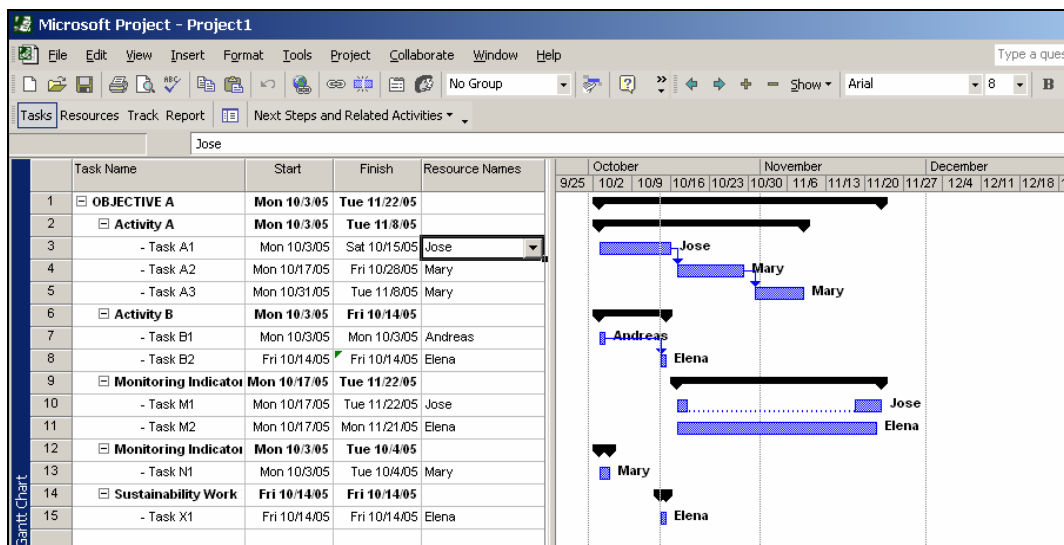 Microsoft Project - Project1
File Edit View Insert Format Tools Project Collaborate Window Help Type a ques
ABC No Group ? » Show Arial 8 B
Tasks Resources Track Report Next Steps and Related Activities
Jose
Task Name Start Finish Resource Names October November December
9/25 10/2 10/9 10/16 10/23 10/30 11/6 11/13 11/20 11/27 12/4 12/11 12/18
1 OBJECTIVE A Mon 10/3/05 Tue 11/22/05
2 Activity A Mon 10/3/05 Tue 11/8/05
3 - Task A1 Mon 10/3/05 Sat 10/15/05 Jose Jose
4 - Task A2 Mon 10/17/05 Fri 10/28/05 Mary Mary
5 - Task A3 Mon 10/31/05 Tue 11/8/05 Mary Mary
6 Activity B Mon 10/3/05 Fri 10/14/05
7 - Task B1 Mon 10/3/05 Mon 10/3/05 Andreas Andreas
8 - Task B2 Fri 10/14/05 Fri 10/14/05 Elena Elena
9 Monitoring Indicator Mon 10/17/05 Tue 11/22/05
10 - Task M1 Mon 10/17/05 Tue 11/22/05 Jose Jose
11 - Task M2 Mon 10/17/05 Mon 11/21/05 Elena Elena
12 Monitoring Indicator Mon 10/3/05 Tue 10/4/05
13 - Task N1 Mon 10/3/05 Tue 10/4/05 Mary Mary
14 Sustainability Work Fri 10/14/05 Fri 10/14/05
15 - Task X1 Fri 10/14/05 Fri 10/14/05 Elena Elena
Gantt Chart